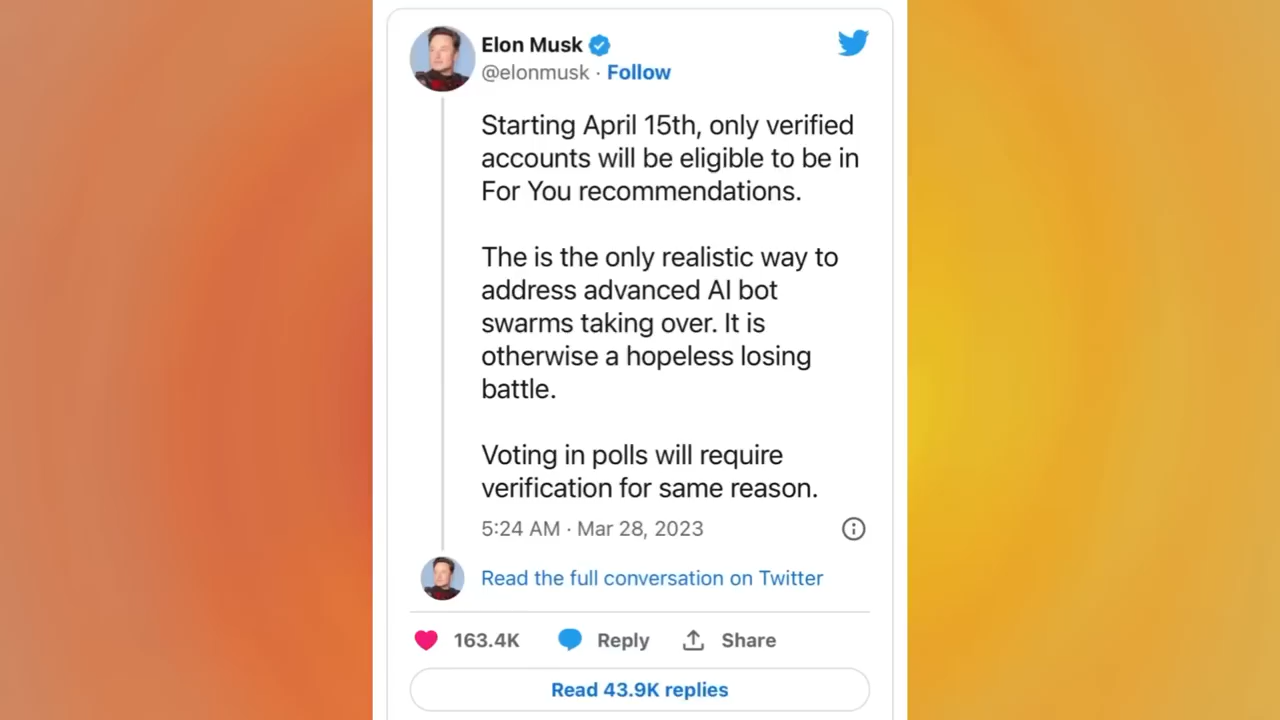 Elon Musk
@elonmusk · Follow
Starting April 15th, only verified
accounts will be eligible to be in
For You recommendations.
The is the only realistic way to
address advanced AI bot
swarms taking over. It is
otherwise a hopeless losing
battle.
Voting in polls will require
verification for same reason.
5:24 AM · Mar 28, 2023
Read the full conversation on Twitter
163.4K Reply Share
Read 43.9K replies